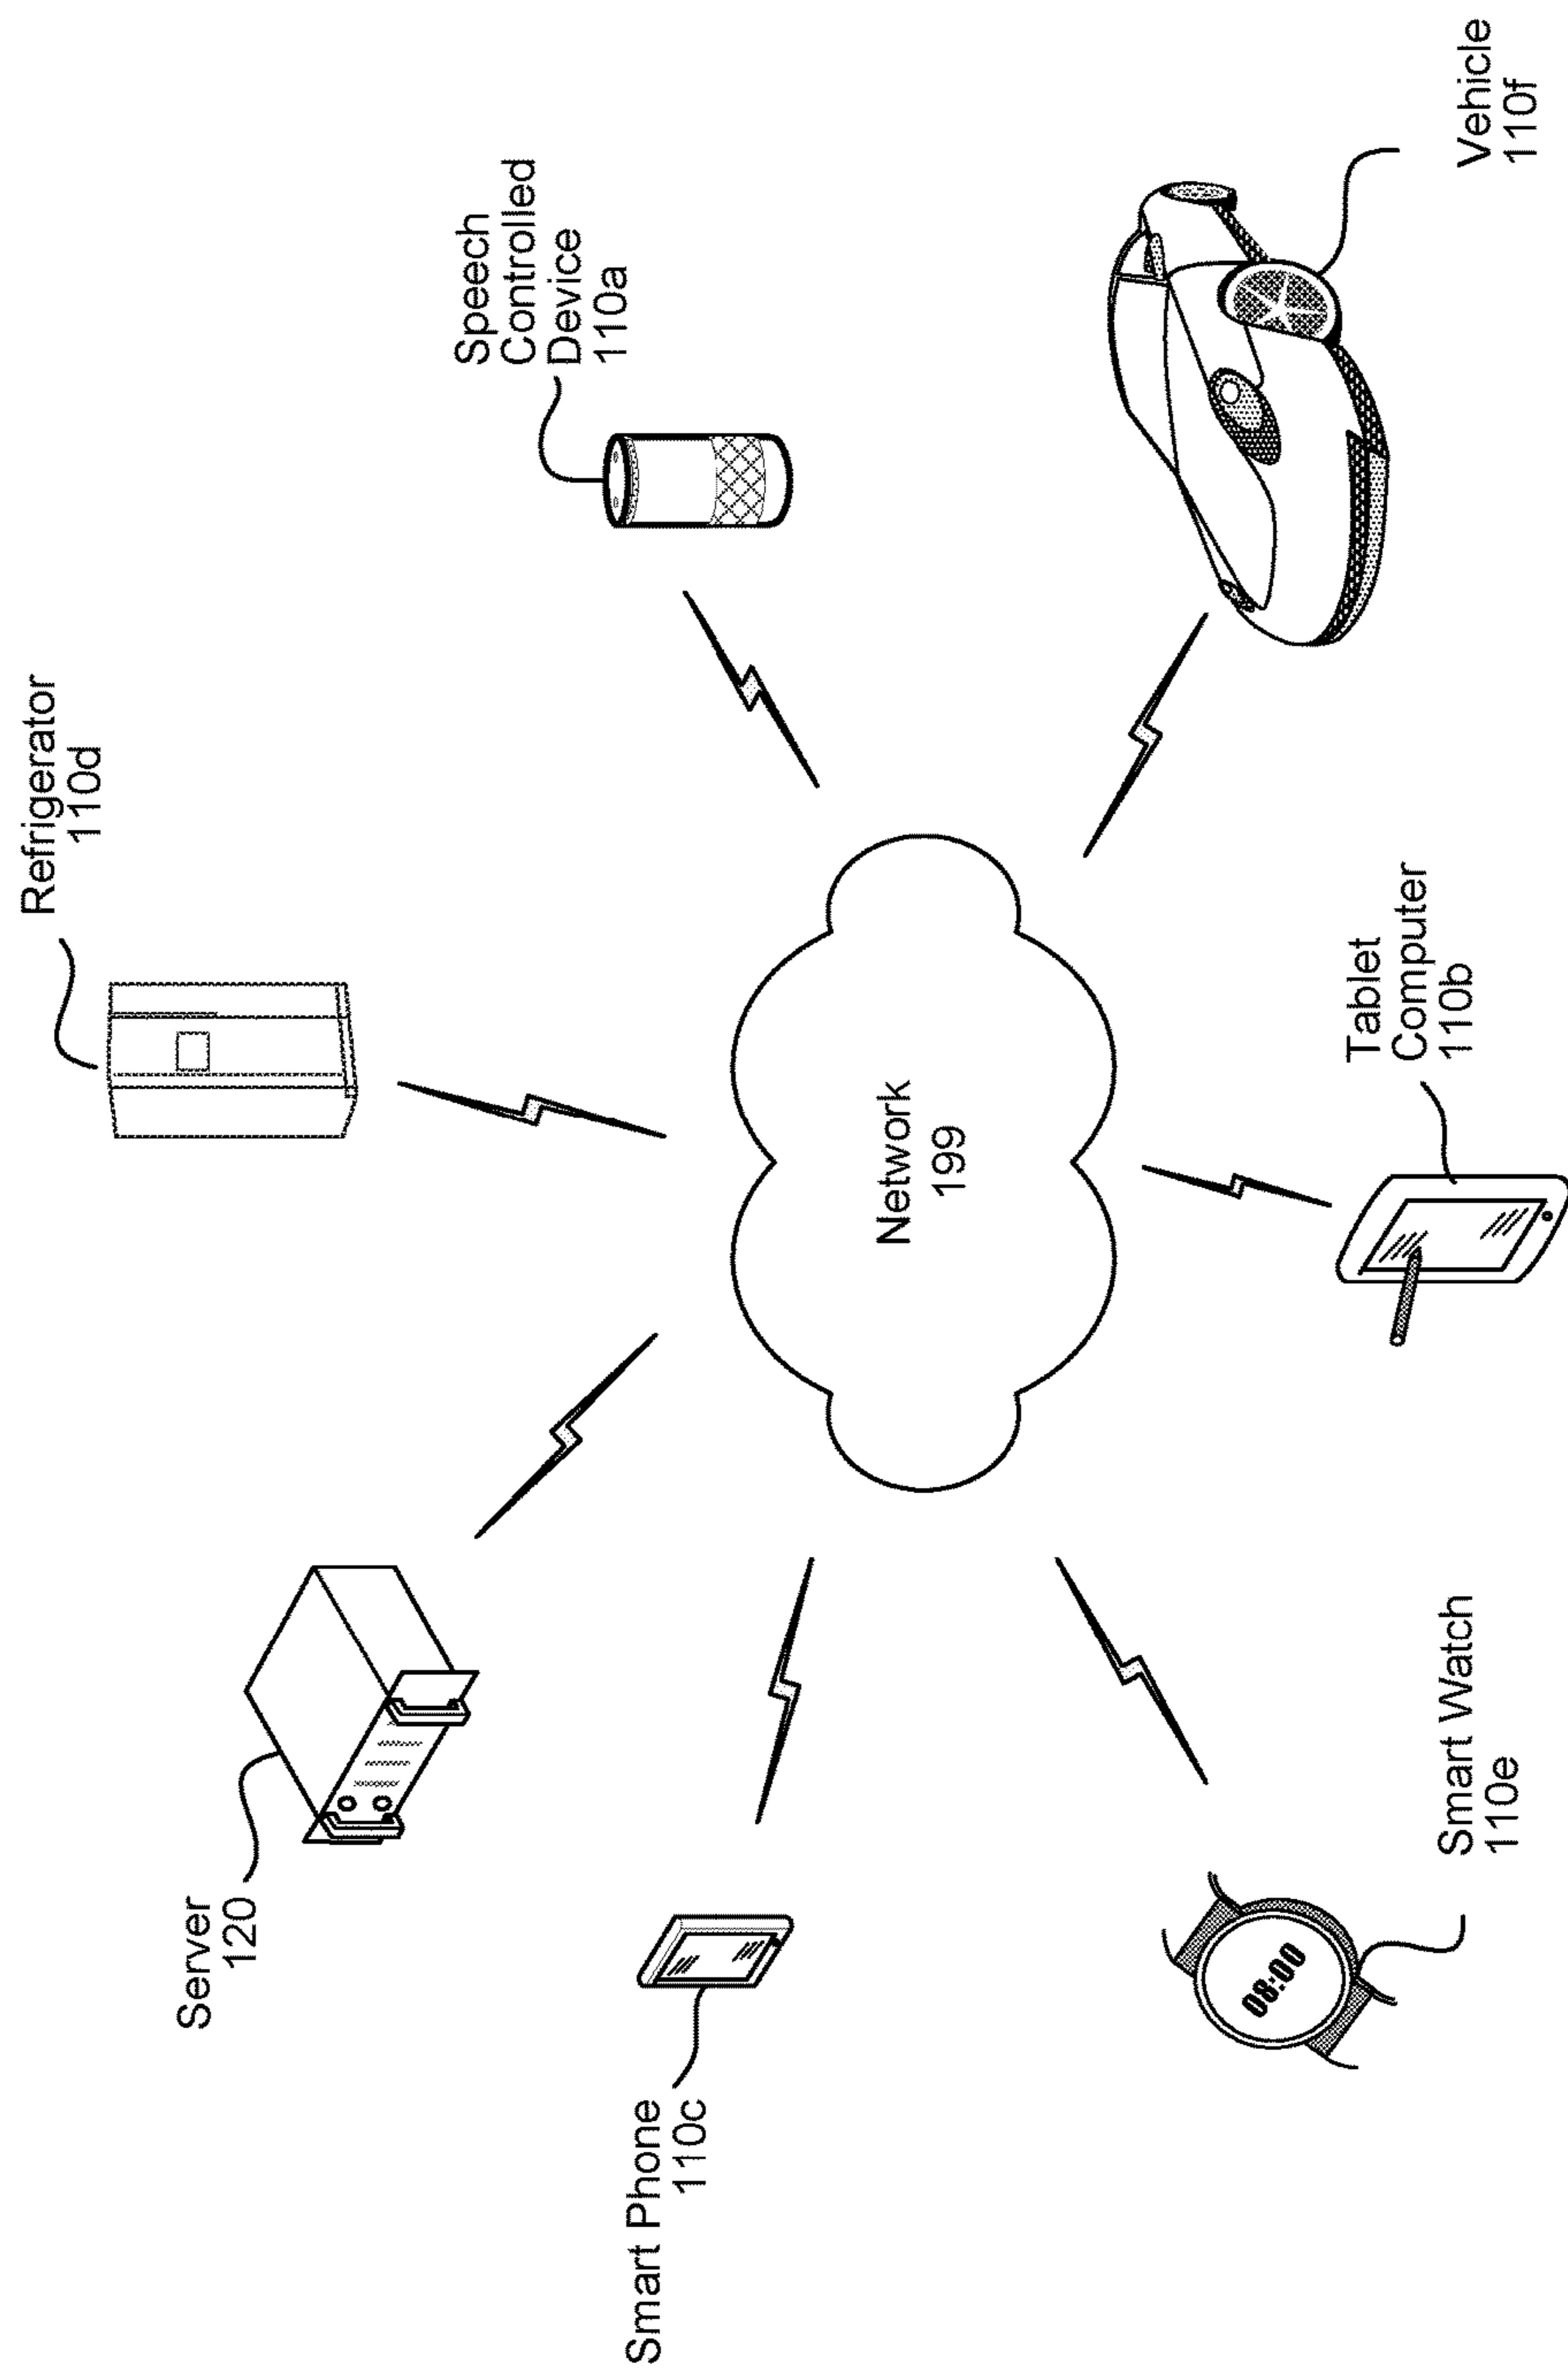 Server
120
Refrigerator
110d
Speech
Controlled
Device
110a
Smart Phone
110c
Network
199
08:00
Smart Watch
110e
Tablet
Computer
110b
Vehicle
110f